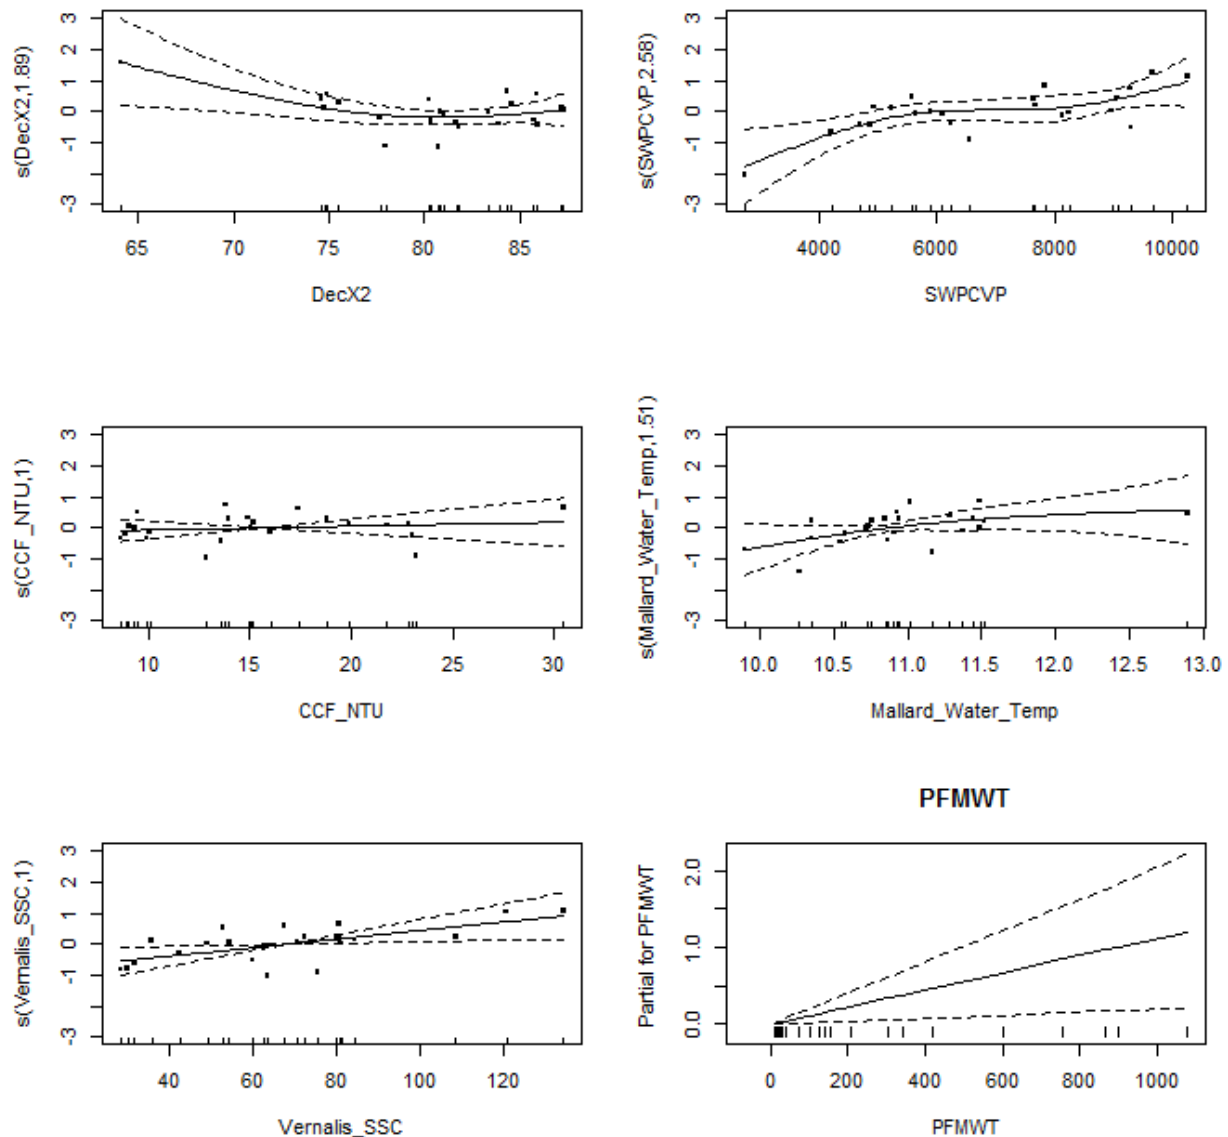 s(DecX2,1.89)
3
2
1
0
-1
-3
65 70 75 80 85
DecX2
s(SWPCVP,2.58)
3
2
1
0
-1
-3
4000 6000 8000 10000
SWPCVP
s(CCF_NTU,1)
3
2
1
0
-1
-3
10 15 20 25 30
CCF_NTU
s(Mallard_Water_Temp,1.51)
3
2
1
0
-1
-3
10.0 10.5 11.0 11.5 12.0 12.5 13.0
Mallard_Water_Temp
s(Vernalis_SSC,1)
3
2
1
0
-1
-3
40 60 80 100 120
Vernalis_SSC
PFMWT
Partial for PFMWT
2.0
1.0
0.0
0 200 400 600 800 1000
PFMWT